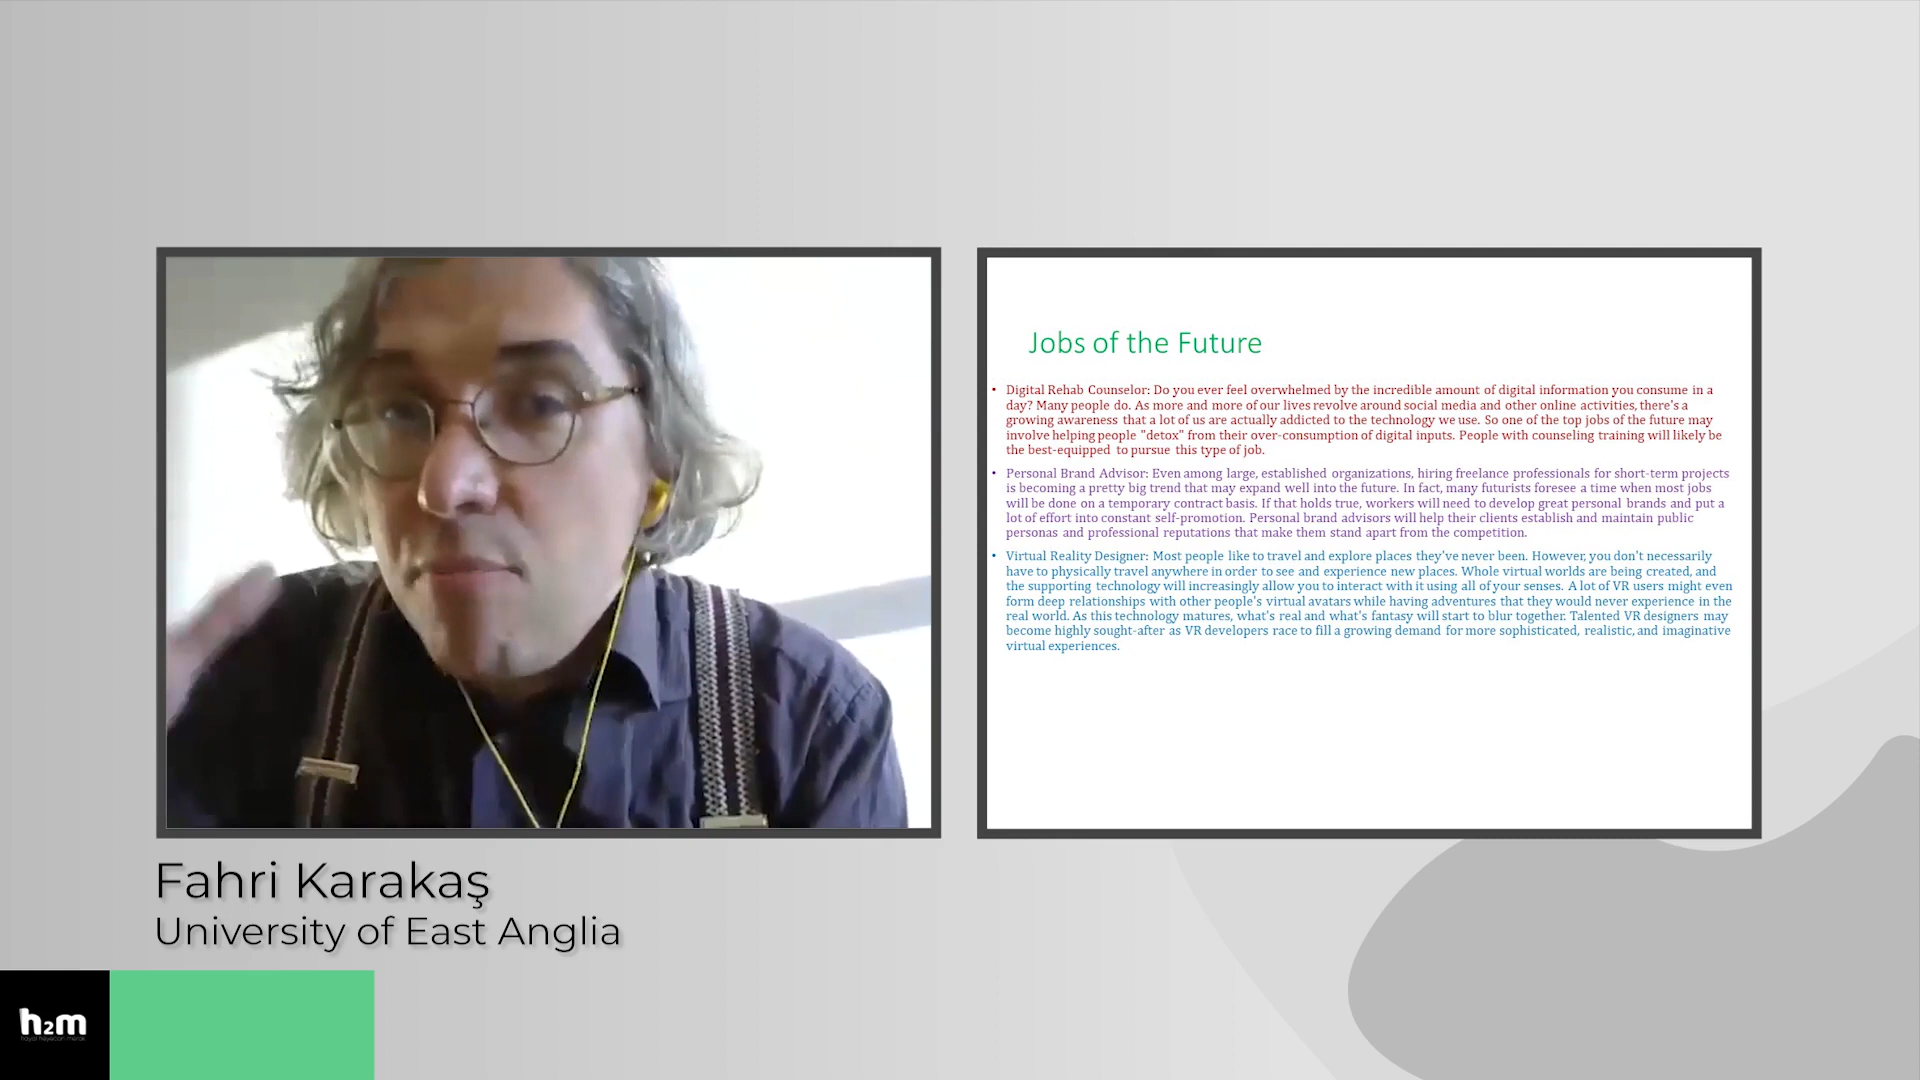 Jobs of the Future
• Digital Rehab Counselor: Do you ever feel overwhelmed by the incredible amount of digital information you consume in a
day? Many people do. As more and more of our lives revolve around social media and other online activities, there's a
growing awareness that a lot of us are actually addicted to the technology we use. So one of the top jobs of the future may
involve helping people "detox" from their over-consumption of digital inputs. People with counseling training will likely be
the best-equipped to pursue this type of job.
• Personal Brand Advisor: Even among large, established organizations, hiring freelance professionals for short-term projects
is becoming a pretty big trend that may expand well into the future. In fact, many futurists foresee a time when most jobs
will be done on a temporary contract basis. If that holds true, workers will need to develop great personal brands and put a
lot of effort into constant self-promotion. Personal brand advisors will help their clients establish and maintain public
personas and professional reputations that make them stand apart from the competition.
• Virtual Reality Designer: Most people like to travel and explore places they've never been. However, you don't necessarily
have to physically travel anywhere in order to see and experience new places. Whole virtual worlds are being created, and
the supporting technology will increasingly allow you to interact with it using all of your senses. A lot of VR users might even
form deep relationships with other people's virtual avatars while having adventures that they would never experience in the
real world. As this technology matures, what's real and what's fantasy will start to blur together. Talented VR designers may
become highly sought-after as VR developers race to fill a growing demand for more sophisticated, realistic, and imaginative
virtual experiences.
Fahri Karakaş
University of East Anglia
h2m
hayal heyecan merak